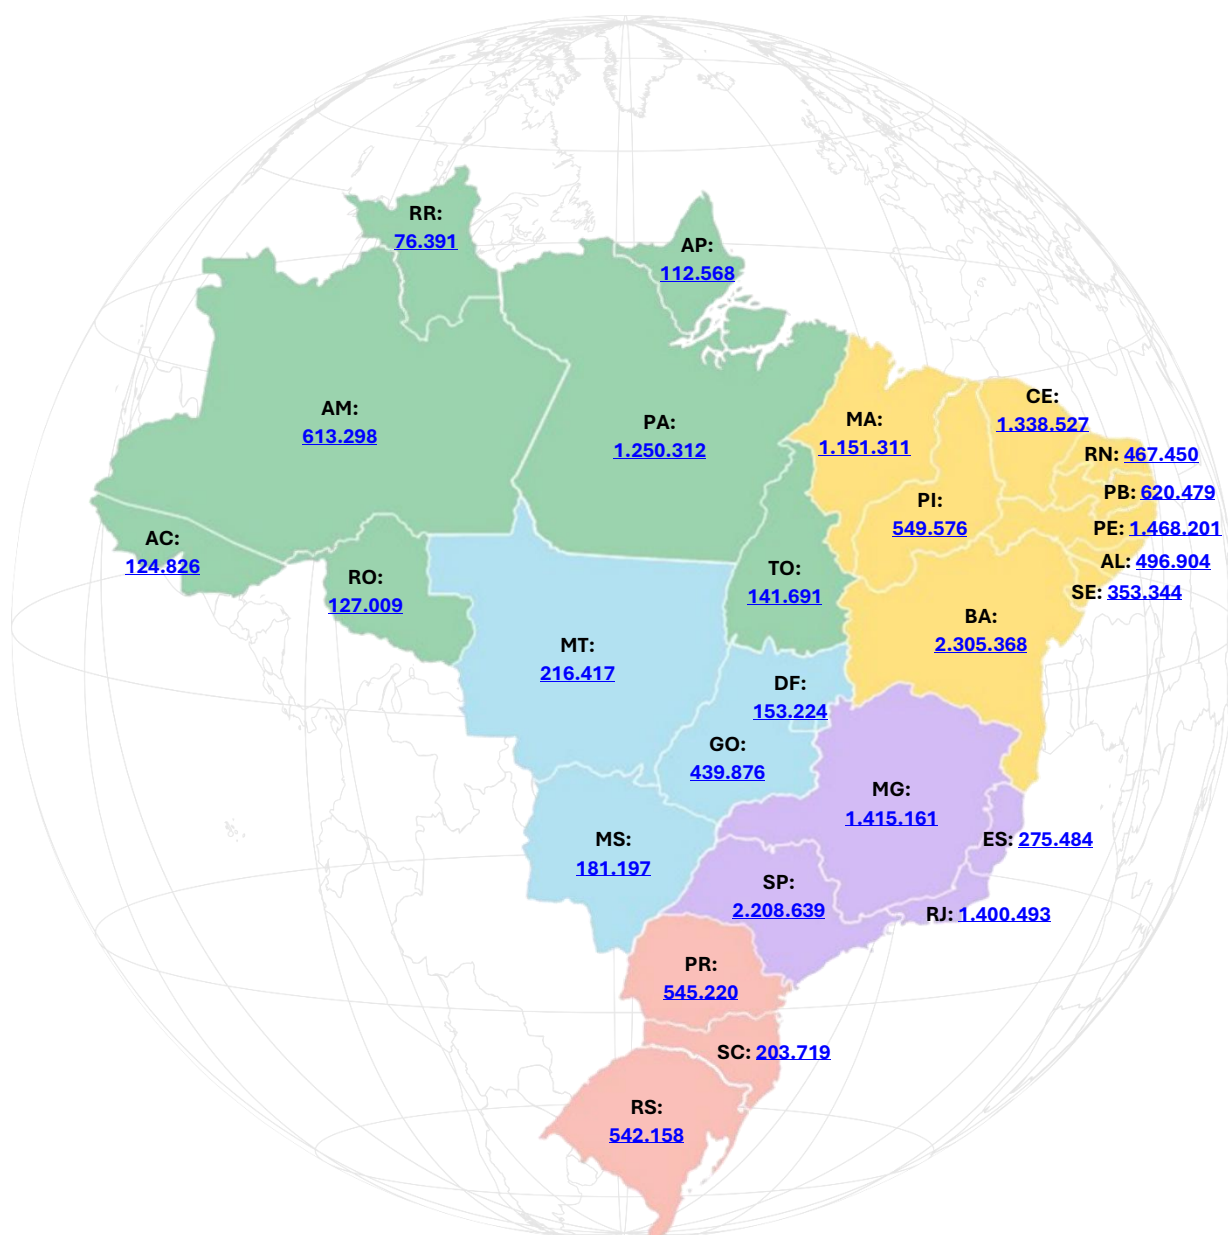 RR:
76.391
AP:
112.568
AM:
613.298
PA:
1.250.312
MA:
1.151.311
CE:
1.338.527
RN: 467.450
PI:
549.576
PB: 620.479
PE: 1.468.201
AC:
124.826
RO:
127.009
TO:
141.691
AL: 496.904
SE: 353.344
BA:
2.305.368
MT:
216.417
DF:
153.224
GO:
439.876
MG:
1.415.161
MS:
181.197
ES: 275.484
SP:
2.208.639
RJ: 1.400.493
PR:
545.220
SC: 203.719
RS:
542.158